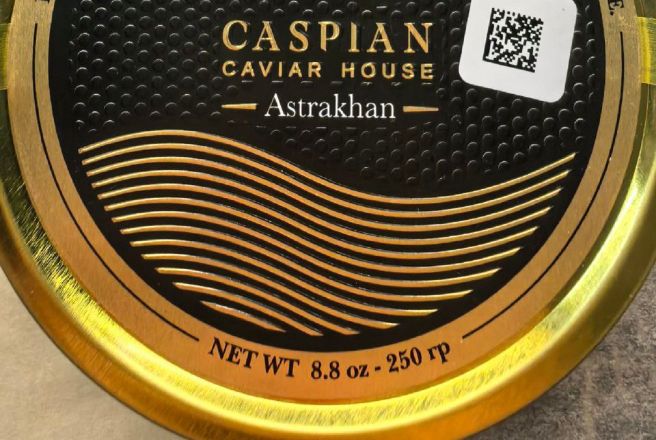 CASPIAN
CAVIAR HOUSE
Astrakhan
NET WT 8.8 oz - 250 гр